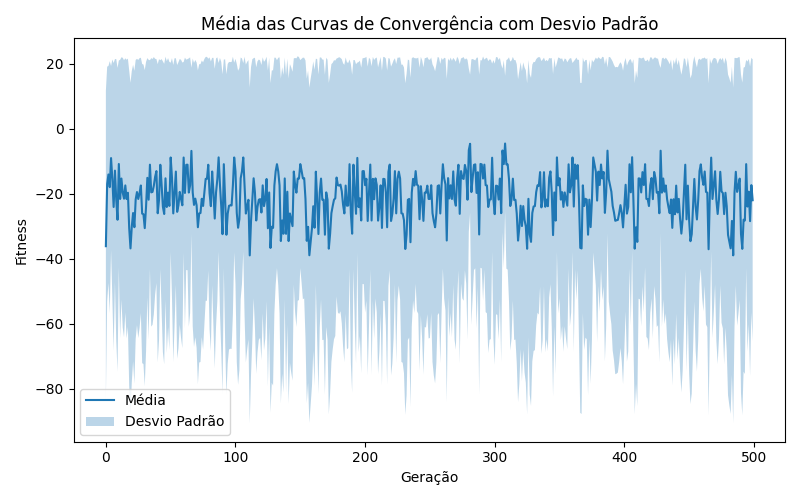 Média das Curvas de Convergência com Desvio Padrão
Fitness
20
0
−20
−40
−60
−80
Média
Desvio Padrão
0 100 200 300 400 500
Geração